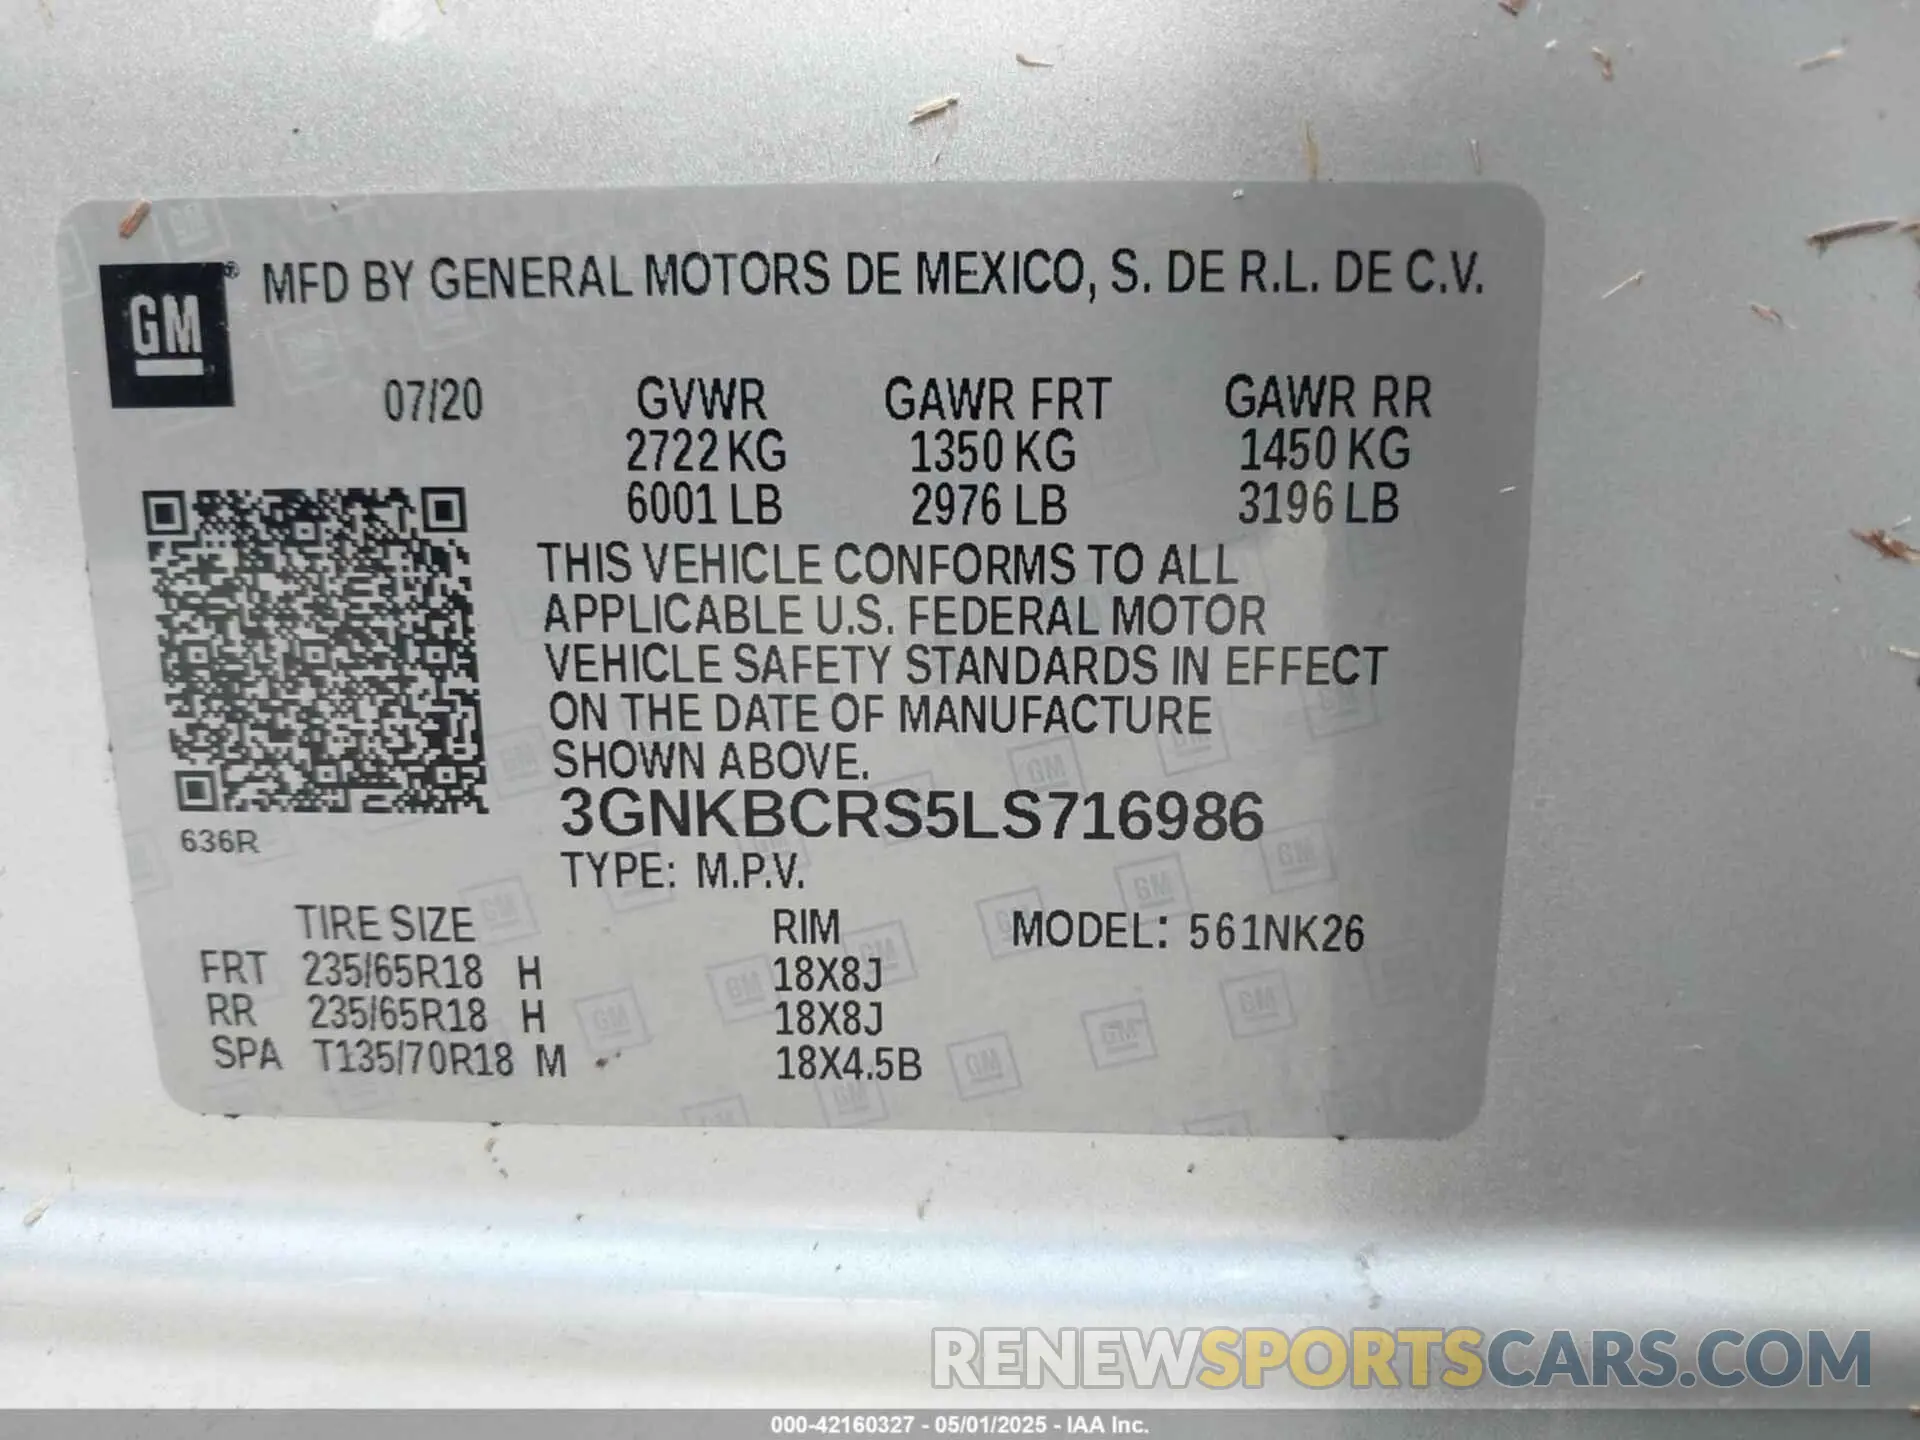 GM® MFD BY GENERAL MOTORS DE MEXICO, S. DE R.L. DE C.V.
07/20 GVWR GAWR FRT GAWR RR
2722 KG 1350 KG 1450 KG
6001 LB 2976 LB 3196 LB
THIS VEHICLE CONFORMS TO ALL
APPLICABLE U.S. FEDERAL MOTOR
VEHICLE SAFETY STANDARDS IN EFFECT
ON THE DATE OF MANUFACTURE
SHOWN ABOVE.
3GNKBCRS5LS716986
636R
TYPE: M.P.V.
TIRE SIZE RIM MODEL: 561NK26
FRT 235/65R18 H 18X8J
RR 235/65R18 H 18X8J
SPA T135/70R18 M 18X4.5B
RENEWSPORTSCARS.COM
000-42160327 - 05/01/2025 - IAA Inc.